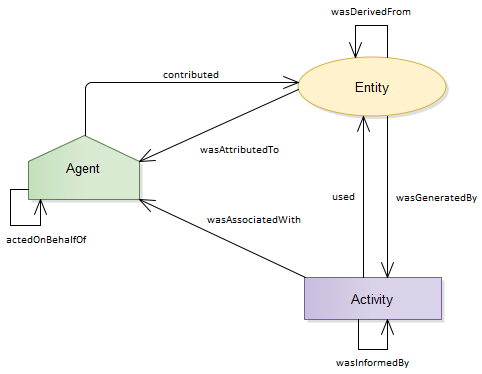 wasDerivedFrom
contributed
Entity
wasAttributedTo
Agent
used
wasGeneratedBy
wasAssociatedWith
actedOnBehalfOf
Activity
wasInformedBy